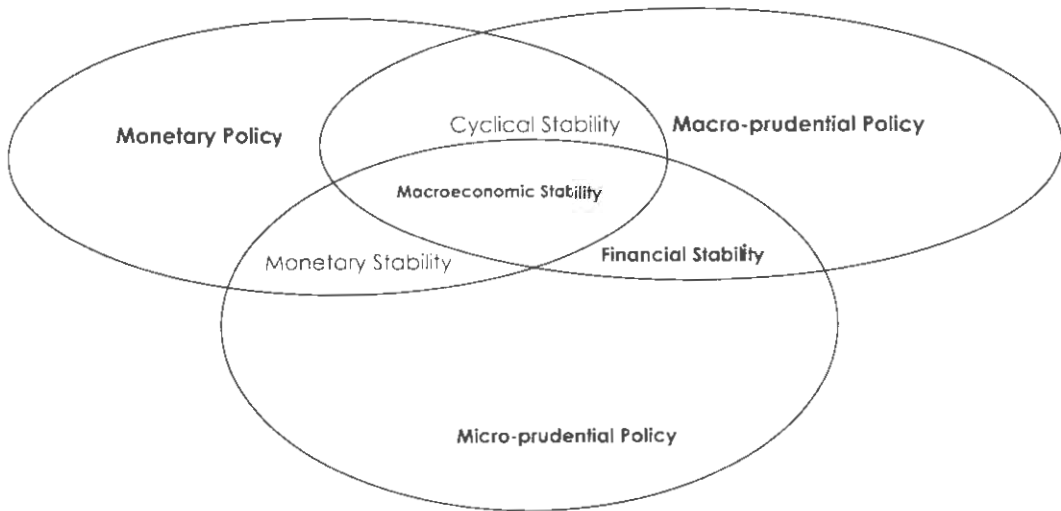 Monetary Policy
Cyclical Stability
Macro-prudential Policy
Macroeconomic Stability
Monetary Stability
Financial Stability
Micro-prudential Policy